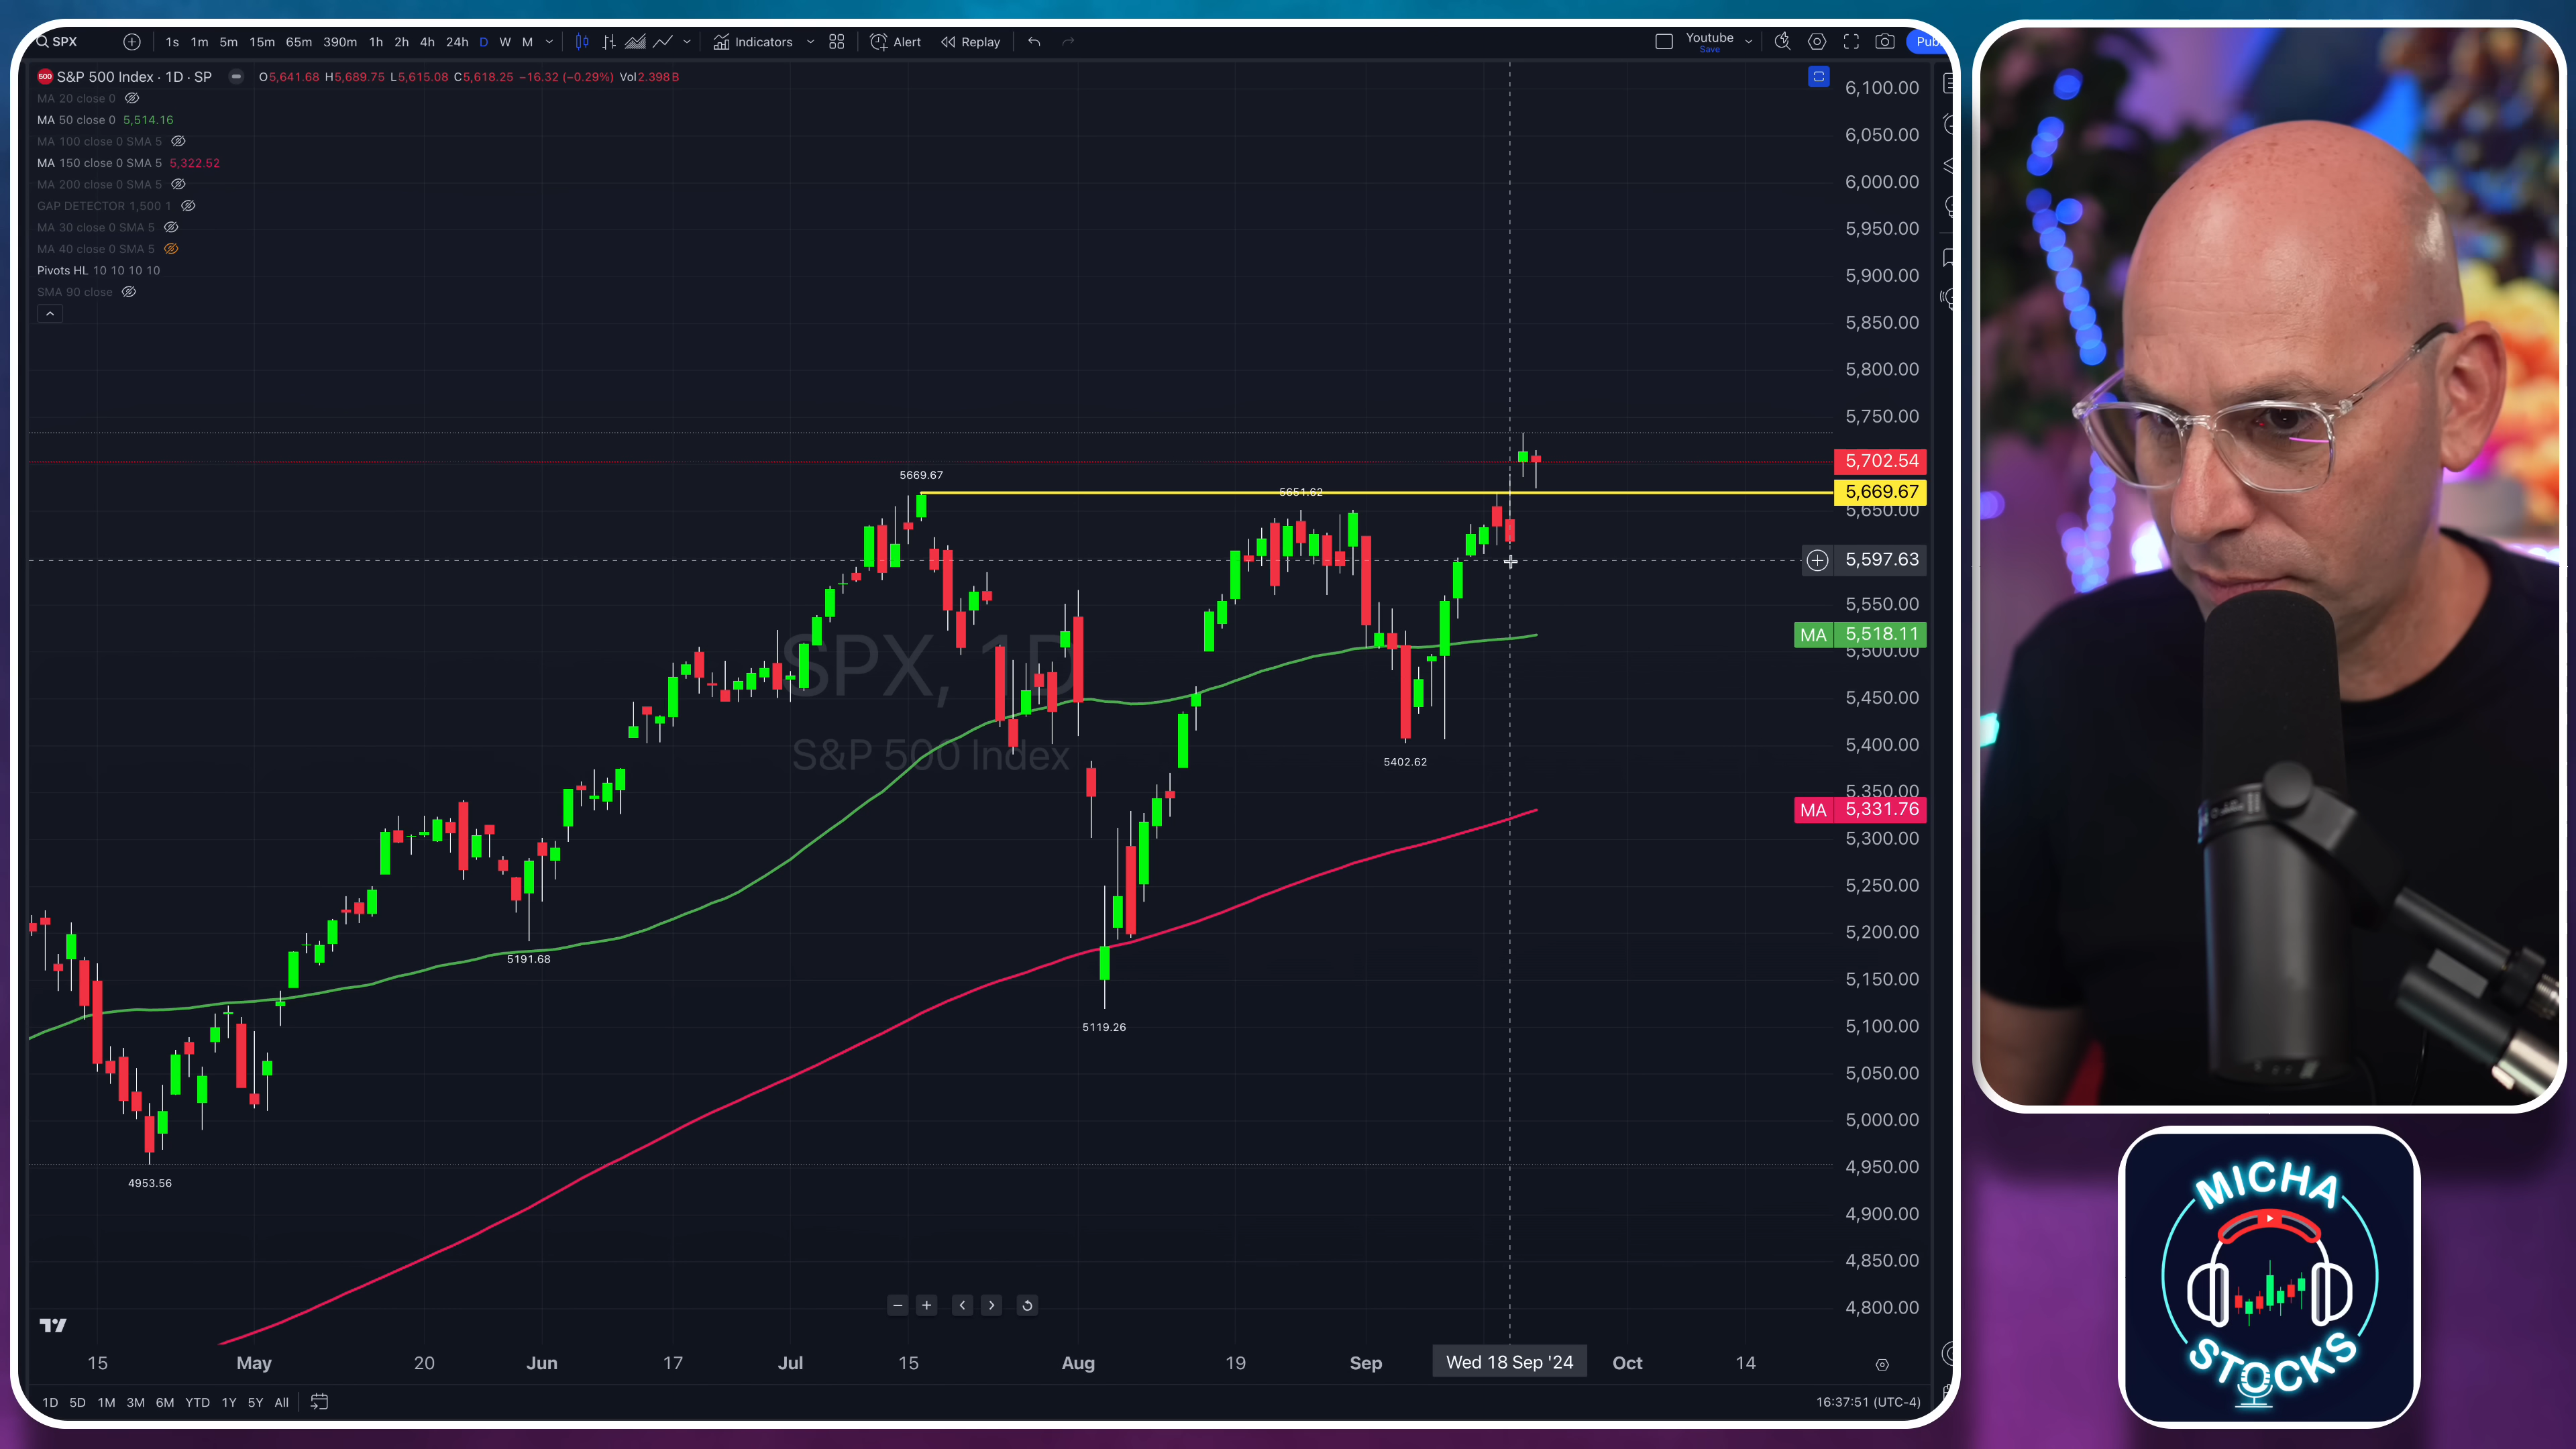 SPX
1s 1m 5m 15m 65m 390m 1h 2h 4h 24h D W M
Indicators
Alert
Replay
Youtube
Save
S&P 500 Index · 1D · SP
O5,641.68 H5,689.75 L5,615.08 C5,618.25 −16.32 (−0.29%) Vol2.398B
MA 20 close 0
MA 50 close 0 5,514.16
MA 100 close 0 SMA 5
MA 150 close 0 SMA 5 5,322.52
MA 200 close 0 SMA 5
GAP DETECTOR 1,500 1
MA 30 close 0 SMA 5
MA 40 close 0 SMA 5
Pivots HL 10 10 10 10
SMA 90 close
6,100.00
6,050.00
6,000.00
5,950.00
5,900.00
5,850.00
5,800.00
5,750.00
5,702.54
5,669.67
5,650.00
5,597.63
5,550.00
MA 5,518.11
5,500.00
5,450.00
5,400.00
5,350.00
MA 5,331.76
5,300.00
5,250.00
5,200.00
5,150.00
5,100.00
5,050.00
5,000.00
4,950.00
4,900.00
4,850.00
4,800.00
5669.67
5651.62
SPX, 1D
S&P 500 Index
5402.62
5191.68
5119.26
4953.56
15 May 20 Jun 17 Jul 15 Aug 19 Sep Wed 18 Sep '24 Oct 14
1D 5D 1M 3M 6M YTD 1Y 5Y All
16:37:51 (UTC-4)
MICHA
STOCKS